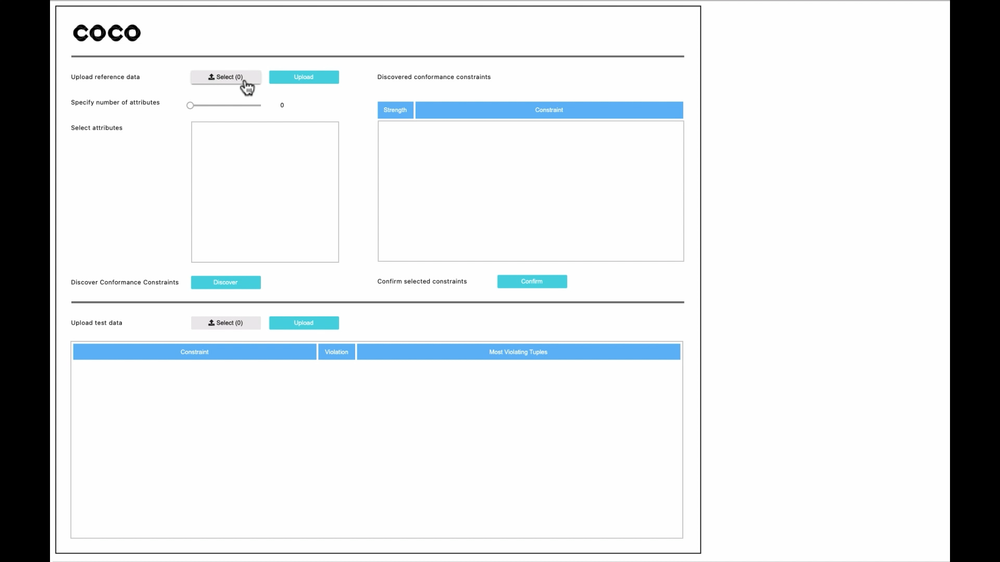 COCO
Upload reference data
Select (0)
Upload
Specify number of attributes
0
Select attributes
Discover Conformance Constraints
Discover
Discovered conformance constraints
Strength
Constraint
Confirm selected constraints
Confirm
Upload test data
Select (0)
Upload
Constraint
Violation
Most Violating Tuples